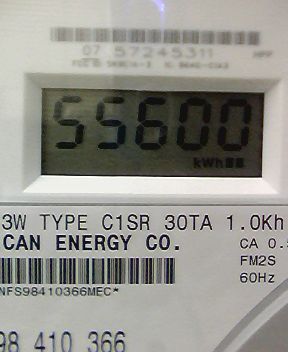 07 57245311
55600
kWh
3W TYPE C1SR 30TA 1.0Kh
CAN ENERGY CO.
CA 0.5
FM2S
60Hz
NFS98410366MEC*
98 410 366